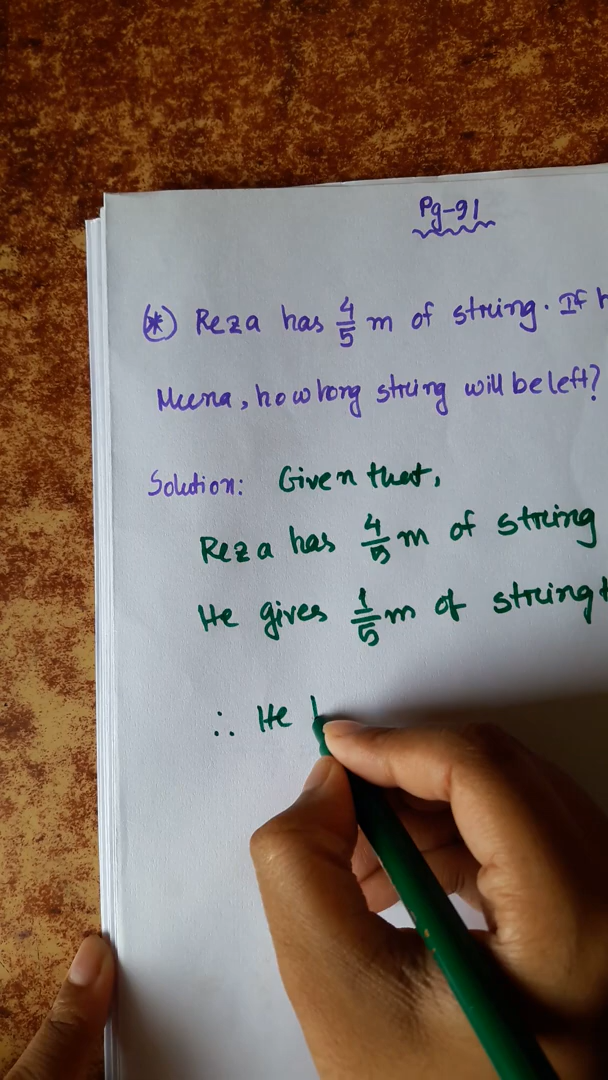 Pg-91
(*) Reza has 4/5 m of string. If h
Meena, how long string will be left?
Solution: Given that,
Reza has 4/5 m of string
He gives 1/5 m of string t
∴ He